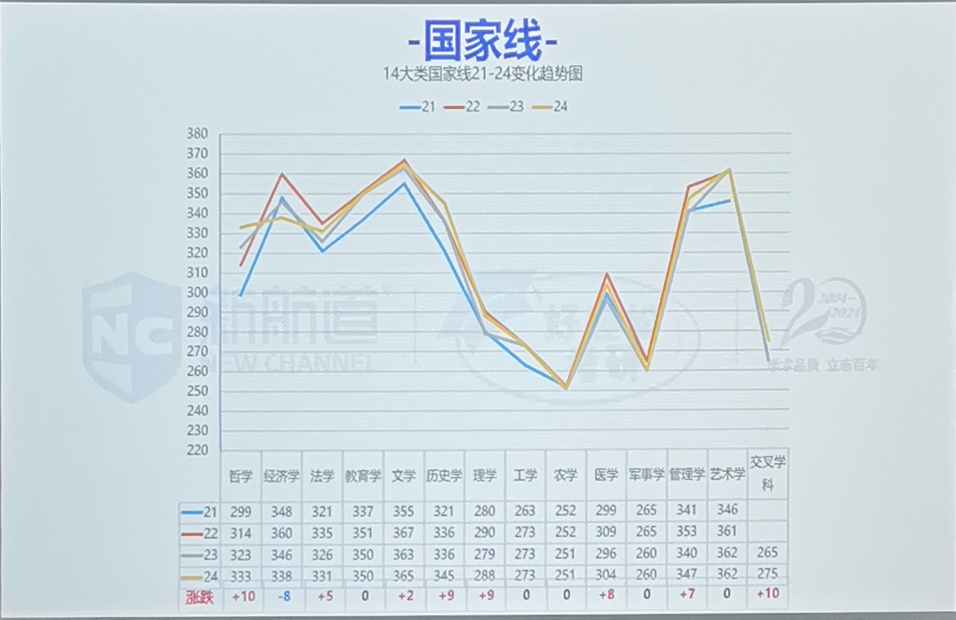 -国家线-
14大类国家线21-24变化趋势图
21 22 23 24
380
370
360
350
340
330
320
310
300
290
280
270
260
250
240
230
220
新航道
NEW CHANNEL
NC
2004-
2024
立志百年
哲学 经济学 法学 教育学 文学 历史学 理学 工学 农学 医学 军事学 管理学 艺术学 交叉学科
21 299 348 321 337 355 321 280 263 252 299 265 341 346
22 314 360 335 351 367 336 290 273 252 309 265 353 361
23 323 346 326 350 363 336 279 273 251 296 260 340 362 265
24 333 338 331 350 365 345 288 273 251 304 260 347 362 275
涨跌 +10 -8 +5 0 +2 +9 +9 0 0 +8 0 +7 0 +10